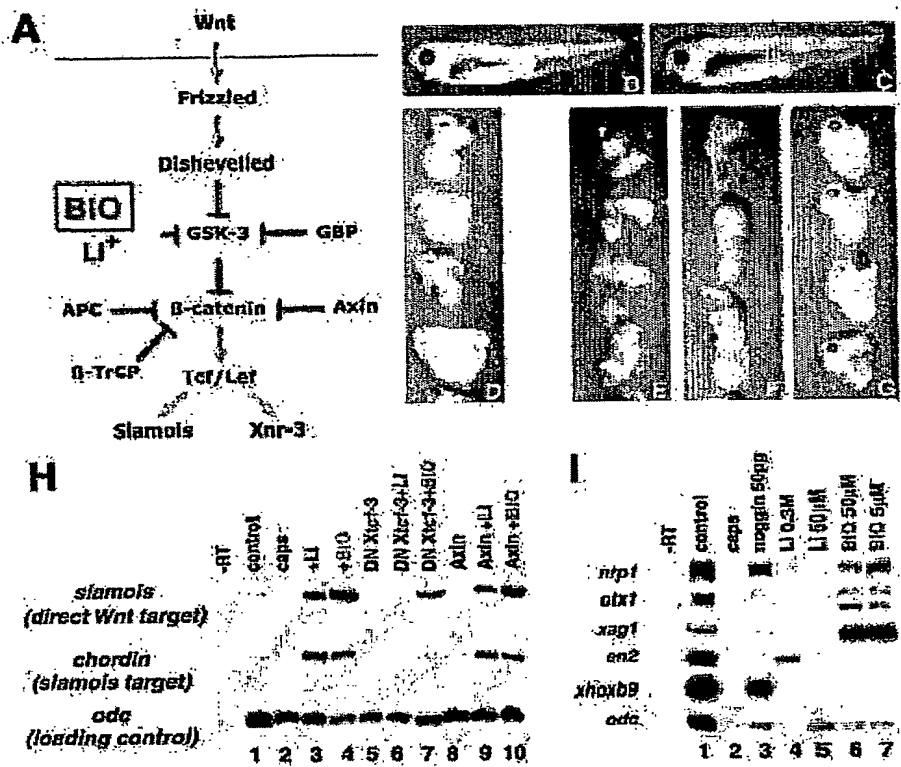 A
Wnt
Frizzled
Dishevelled
BIO
LI+
GSK-3
GBP
APC
ß-catenin
Axin
ß-TrCP
Tcf/Lef
Siamois
Xnr-3
B
C
D
E
F
G
H
-RT
control
caps
+LI
+BIO
DN Xtcf-3
DN Xtcf-3+LI
DN Xtcf-3+BIO
Axin
Axin +LI
Axin +BIO
siamois
(direct Wnt target)
chordin
(siamois target)
odc
(loading control)
1 2 3 4 5 6 7 8 9 10
I
-RT
control
caps
noggin 50pg
LI 0.3M
LI 50µM
BIO 50µM
BIO 5µM
nrp1
otx1
xag1
en2
xhoxb9
odc
1 2 3 4 5 6 7